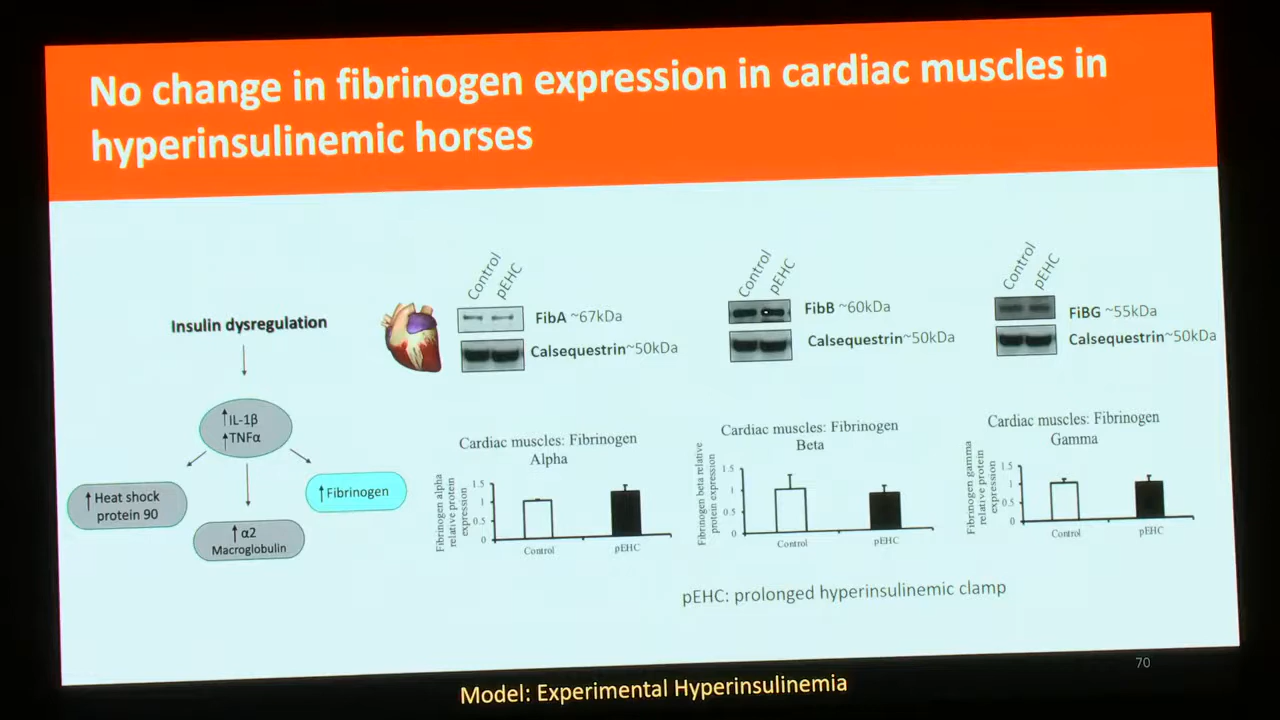 No change in fibrinogen expression in cardiac muscles in
hyperinsulinemic horses
Insulin dysregulation
↑IL-1β
↑TNFα
↑Heat shock
protein 90
↑α2
Macroglobulin
↑Fibrinogen
Control
pEHC
FibA ~67kDa
Calsequestrin~50kDa
Control
pEHC
FibB ~60kDa
Calsequestrin~50kDa
Control
pEHC
FiBG ~55kDa
Calsequestrin~50kDa
Cardiac muscles: Fibrinogen
Alpha
Fibrinogen alpha
relative protein
expression
1.5
1
0.5
0
Control
pEHC
Cardiac muscles: Fibrinogen
Beta
Fibrinogen beta relative
protein expression
1.5
1
0.5
0
Control
pEHC
Cardiac muscles: Fibrinogen
Gamma
Fibrinogen gamma
relative protein
expression
1.5
1
0.5
0
Control
pEHC
pEHC: prolonged hyperinsulinemic clamp
70
Model: Experimental Hyperinsulinemia